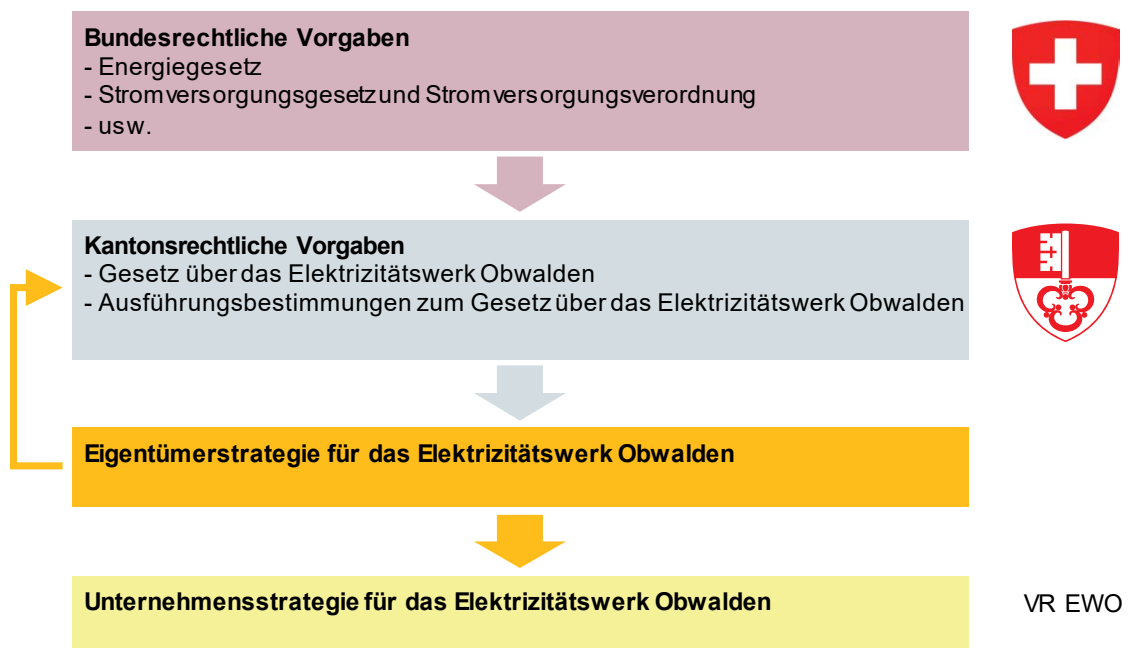 Bundesrechtliche Vorgaben
- Energiegesetz
- Stromversorgungsgesetz und Stromversorgungsverordnung
- usw.
Kantonsrechtliche Vorgaben
- Gesetz über das Elektrizitätswerk Obwalden
- Ausführungsbestimmungen zum Gesetz über das Elektrizitätswerk Obwalden
Eigentümerstrategie für das Elektrizitätswerk Obwalden
Unternehmensstrategie für das Elektrizitätswerk Obwalden
VR EWO